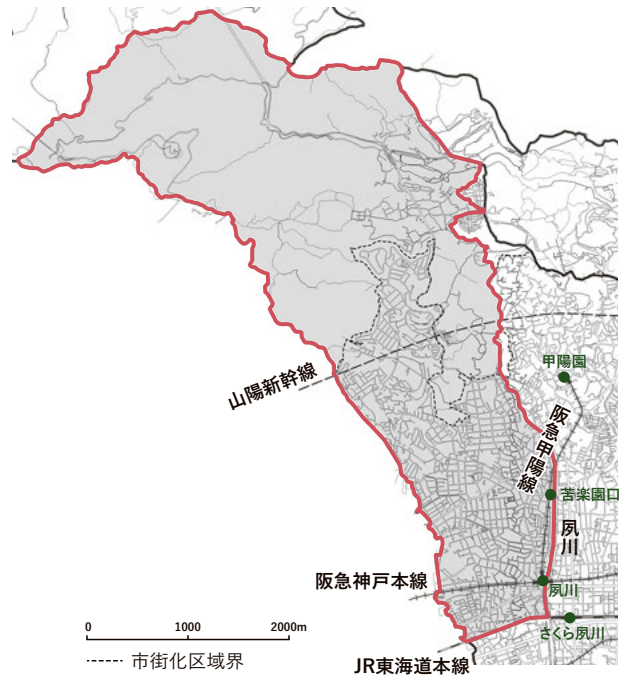 甲陽園
山陽新幹線
阪急甲陽線
苦楽園口
夙川
阪急神戸本線
夙川
さくら夙川
0 1000 2000m
市街化区域界
JR東海道本線